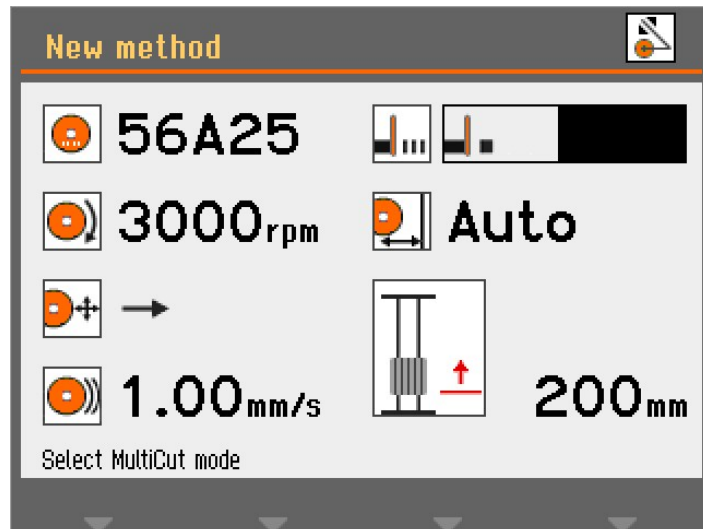 New method
56A25
3000rpm
Auto
1.00mm/s
200mm
Select MultiCut mode